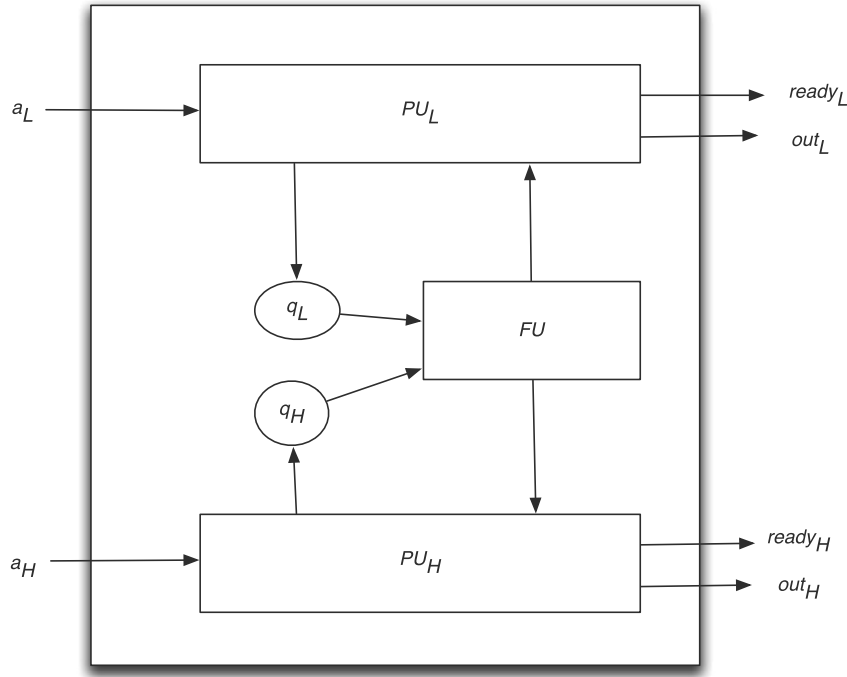 ready_L
a_L
PU_L
out_L
q_L
FU
q_H
ready_H
PU_H
a_H
out_H